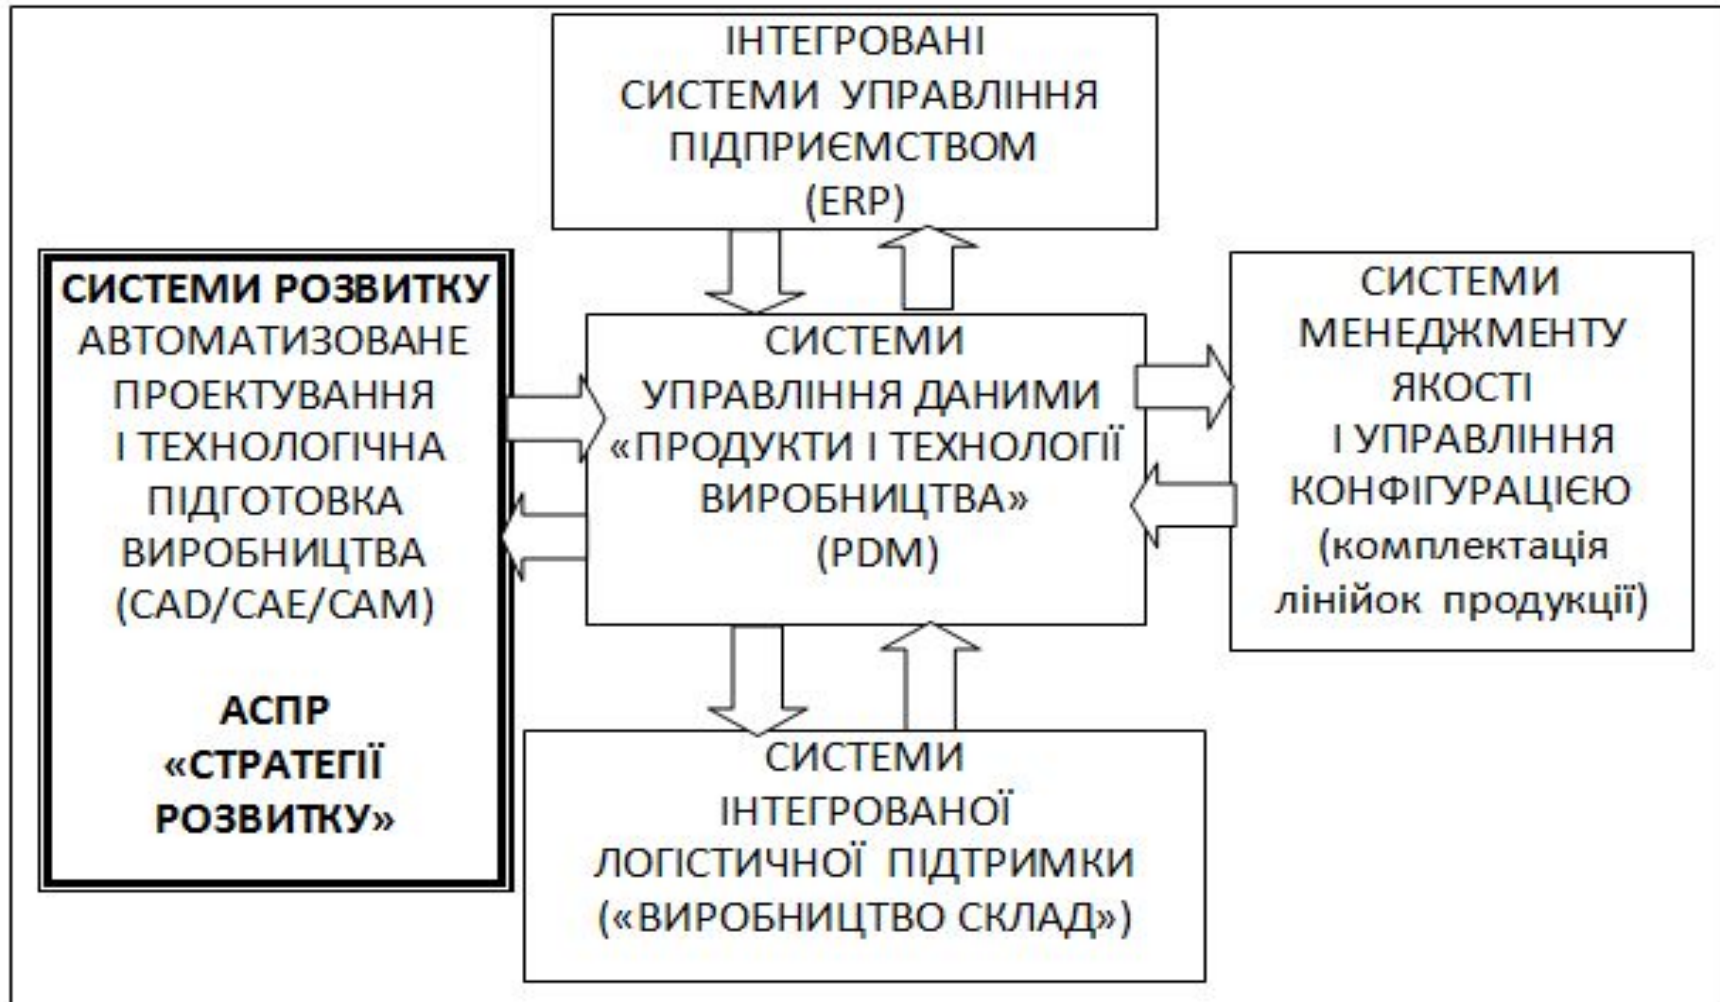 ІНТЕГРОВАНІ
СИСТЕМИ УПРАВЛІННЯ
ПІДПРИЄМСТВОМ
(ERP)
СИСТЕМИ РОЗВИТКУ
АВТОМАТИЗОВАНЕ
ПРОЕКТУВАННЯ
І ТЕХНОЛОГІЧНА
ПІДГОТОВКА
ВИРОБНИЦТВА
(CAD/CAE/CAM)
АСПР
«СТРАТЕГІЇ
РОЗВИТКУ»
СИСТЕМИ
УПРАВЛІННЯ ДАНИМИ
«ПРОДУКТИ І ТЕХНОЛОГІЇ
ВИРОБНИЦТВА»
(PDM)
СИСТЕМИ
МЕНЕДЖМЕНТУ
ЯКОСТІ
І УПРАВЛІННЯ
КОНФІГУРАЦІЄЮ
(комплектація
лінійок продукції)
СИСТЕМИ
ІНТЕГРОВАНОЇ
ЛОГІСТИЧНОЇ ПІДТРИМКИ
(«ВИРОБНИЦТВО СКЛАД»)